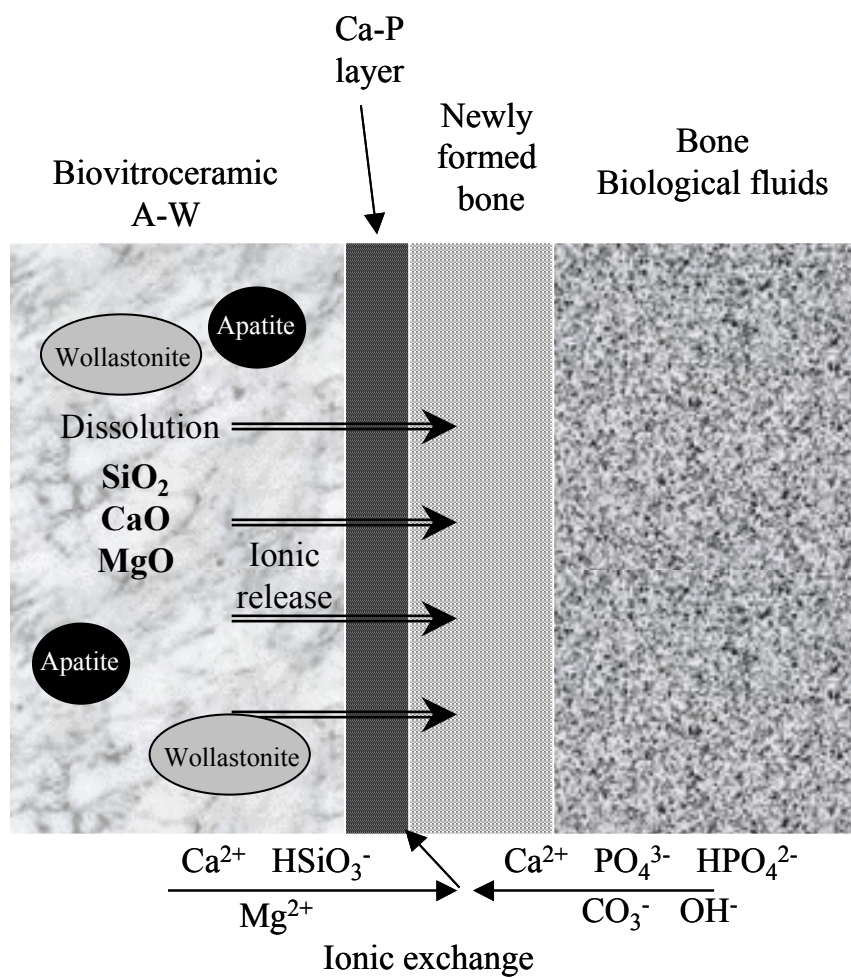 Ca-P
layer
Newly
formed
bone
Bone
Biological fluids
Biovitroceramic
A-W
Apatite
Wollastonite
Dissolution
SiO₂
CaO
MgO
Ionic
release
Apatite
Wollastonite
Ca²⁺ HSiO₃⁻
Mg²⁺
Ca²⁺ PO₄³⁻ HPO₄²⁻
CO₃⁻ OH⁻
Ionic exchange